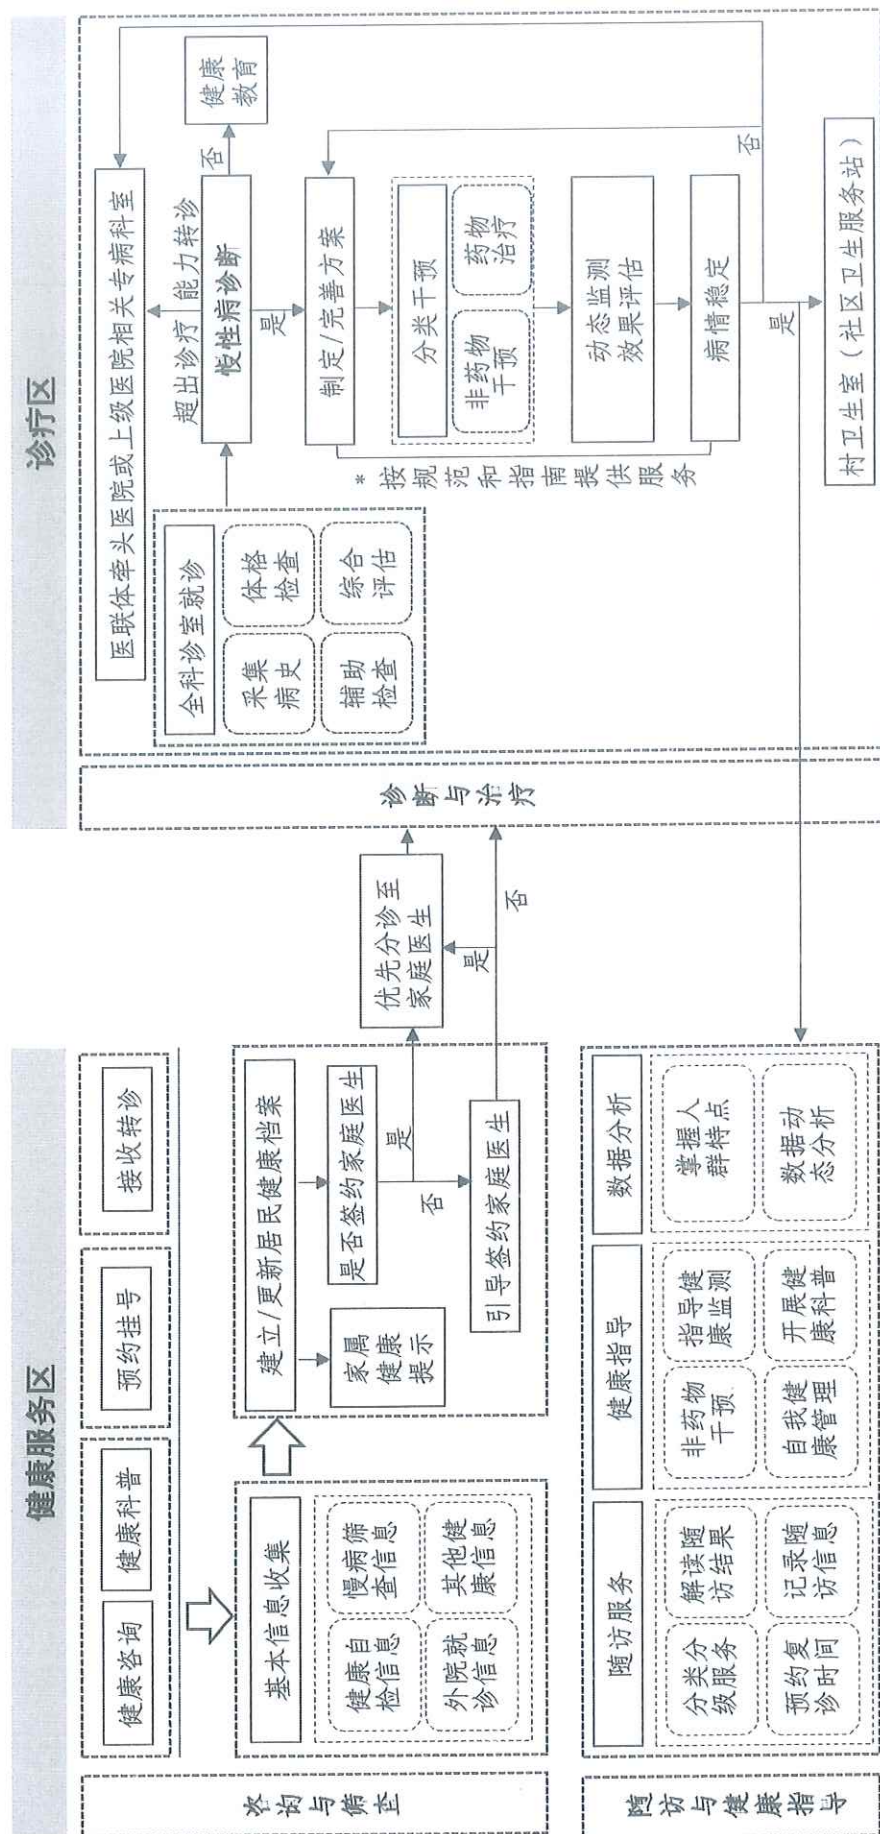 健康服务区
诊疗区
咨询与筛查
健康咨询
健康科普
预约挂号
接收转诊
基本信息收集
健康自
检信息
慢病筛
查信息
外院就
诊信息
其他健
康信息
建立/更新居民健康档案
家属
健康
提示
是否签约家庭医生
是
否
引导签约家庭医生
优先分诊至
家庭医生
是
否
诊断与治疗
医联体牵头医院或上级医院相关专病科室
全科诊室就诊
采集
病史
体格
检查
辅助
检查
综合
评估
超出诊疗
能力转诊
慢性病诊断
否
健康
教育
是
制定/完善方案
分类干预
非药物
干预
药物
治疗
动态监测
效果评估
病情稳定
*按规范和指南提供服务
否
是
村卫生室（社区卫生服务站）
随访与健康指导
随访服务
分类分
级服务
解读随
访结果
预约复
诊时间
记录随
访信息
健康指导
非药物
干预
指导健
康监测
自我健
康管理
开展健
康科普
数据分析
掌握人
群特点
数据动
态分析